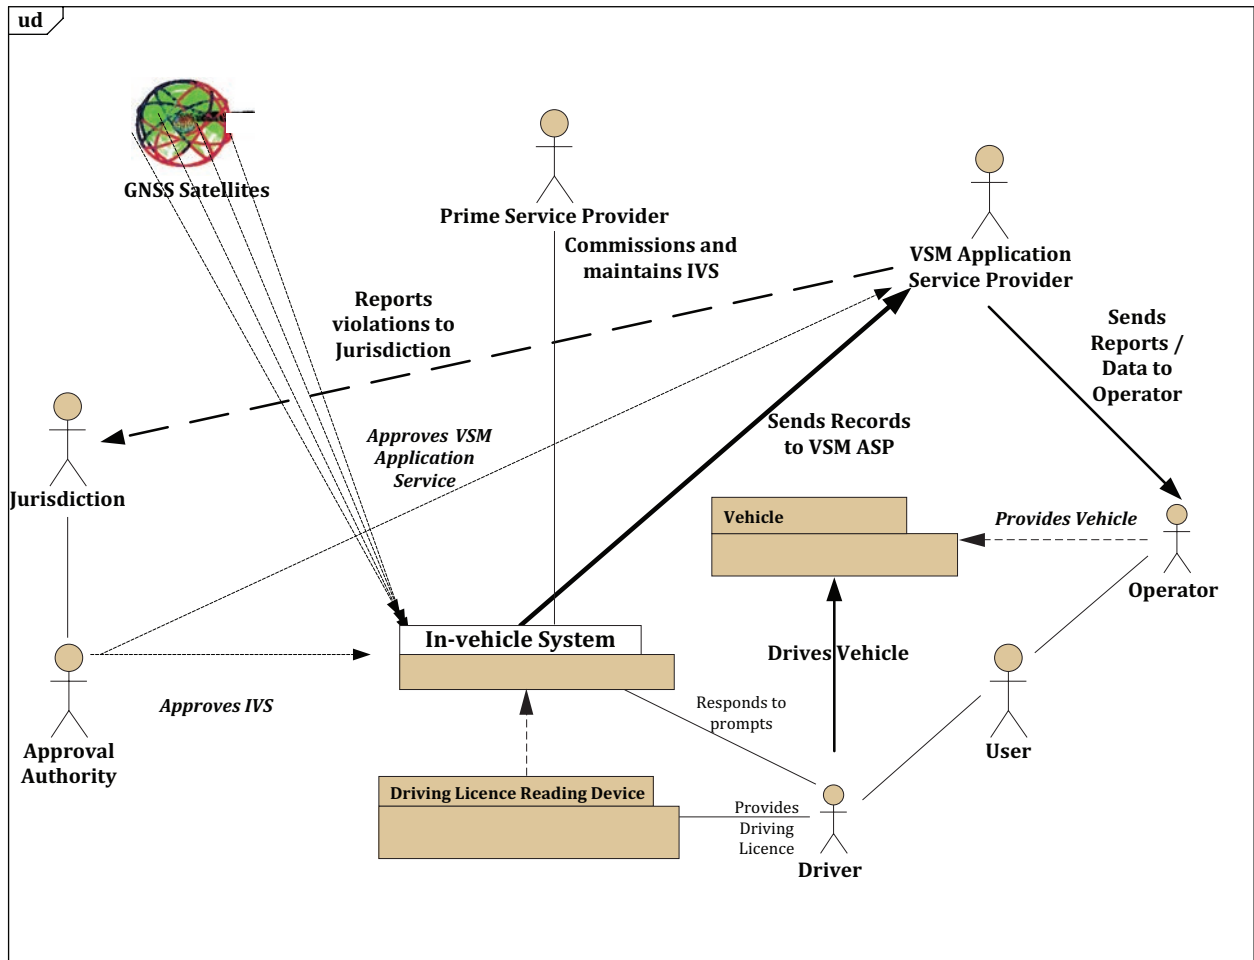 ud
GNSS Satellites
Prime Service Provider
Commissions and
maintains IVS
VSM Application
Service Provider
Reports
violations to
Jurisdiction
Sends
Reports /
Data to
Operator
Approves VSM
Application
Service
Sends Records
to VSM ASP
Jurisdiction
Vehicle
Provides Vehicle
Operator
In-vehicle System
Drives Vehicle
Approves IVS
Responds to
prompts
User
Approval
Authority
Driving Licence Reading Device
Provides
Driving
Licence
Driver